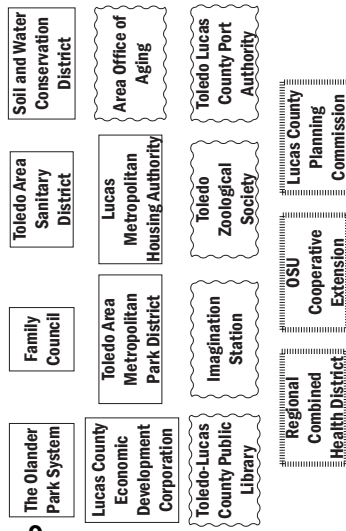 The Olander
Park System
Family
Council
Toledo Area
Sanitary
District
Soil and Water
Conservation
District
Lucas County
Economic
Development
Corporation
Toledo Area
Metropolitan
Park District
Lucas
Metropolitan
Housing Authority
Area Office of
Aging
Toledo-Lucas
County Public
Library
Imagination
Station
Toledo
Zoological
Society
Toledo Lucas
County Port
Authority
Regional
Combined
Health District
OSU
Cooperative
Extension
Lucas County
Planning
Commission